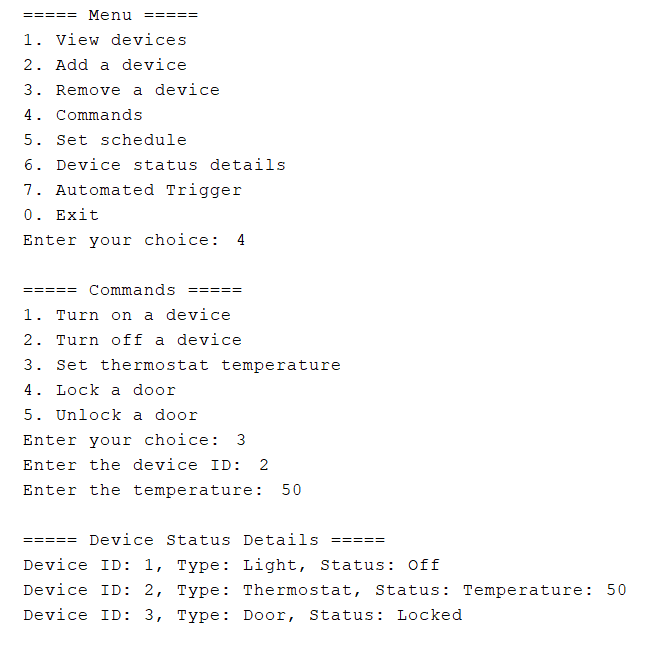 ===== Menu =====
1. View devices
2. Add a device
3. Remove a device
4. Commands
5. Set schedule
6. Device status details
7. Automated Trigger
0. Exit
Enter your choice: 4
===== Commands =====
1. Turn on a device
2. Turn off a device
3. Set thermostat temperature
4. Lock a door
5. Unlock a door
Enter your choice: 3
Enter the device ID: 2
Enter the temperature: 50
===== Device Status Details =====
Device ID: 1, Type: Light, Status: Off
Device ID: 2, Type: Thermostat, Status: Temperature: 50
Device ID: 3, Type: Door, Status: Locked